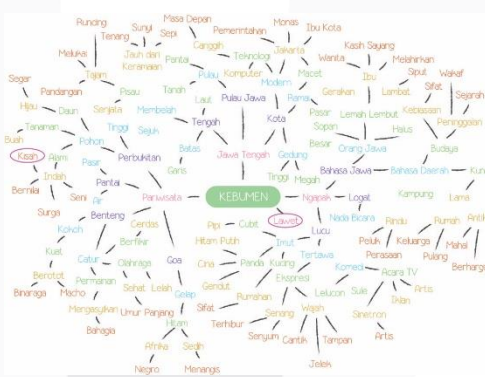 Runcing
Sunyi
Masa Depan
Monas
Tenang
Sepi
Pemerintahan
Ibu Kota
Melukai
Jauh dari
Keramaian
Canggih
Teknologi
Jakarta
Kasih Sayang
Wanita
Melahirkan
Segar
Tajam
Pantai
Pulau
Komputer
Modern
Macet
Ibu
Siput
Wakaf
Pandangan
Pisau
Tanah
Gerakan
Lambat
Sifat
Sejarah
Hijau
Daun
Senjata
Membelah
Laut
Pulau Jawa
Ramai
Pasar
Lemah Lembut
Kebiasaan
Peninggalan
Tanaman
Tinggi
Sejuk
Tengah
Kota
Sopan
Halus
Buah
Pohon
Besar
Orang Jawa
Budaya
Kisah
Alam
Pasir
Perbukitan
Batas
Jawa Tengah
Gedung
Bahasa Jawa
Bahasa Daerah
Indah
Pantai
Garis
Tinggi
Megah
Bernilai
Seni
Air
Pariwisata
KEBUMEN
Ngapak
Logat
Kampung
Lama
Surga
Benteng
Lawet
Nada Bicara
Kokoh
Cerdas
Pipi
Cubit
Lucu
Rindu
Rumah
Berfikir
Hitam Putih
Imut
Peluk
Keluarga
Mahal
Kuat
Catur
Olahraga
Goa
Cina
Panda
Kucing
Tertawa
Perasaan
Pulang
Berotot
Permanan
Ekspresi
Komedi
Acara TV
Binaraga
Macho
Sehat
Lelah
Gelap
Gendut
Rumahan
Lelucon
Sule
Artis
Iklan
Mengasyikan
Umur Panjang
Sifat
Senang
Wajah
Sinetron
Bahagia
Hitam
Terhibur
Senyum
Cantik
Tampan
Artis
Afrika
Sedih
Jelek
Negro
Menangis